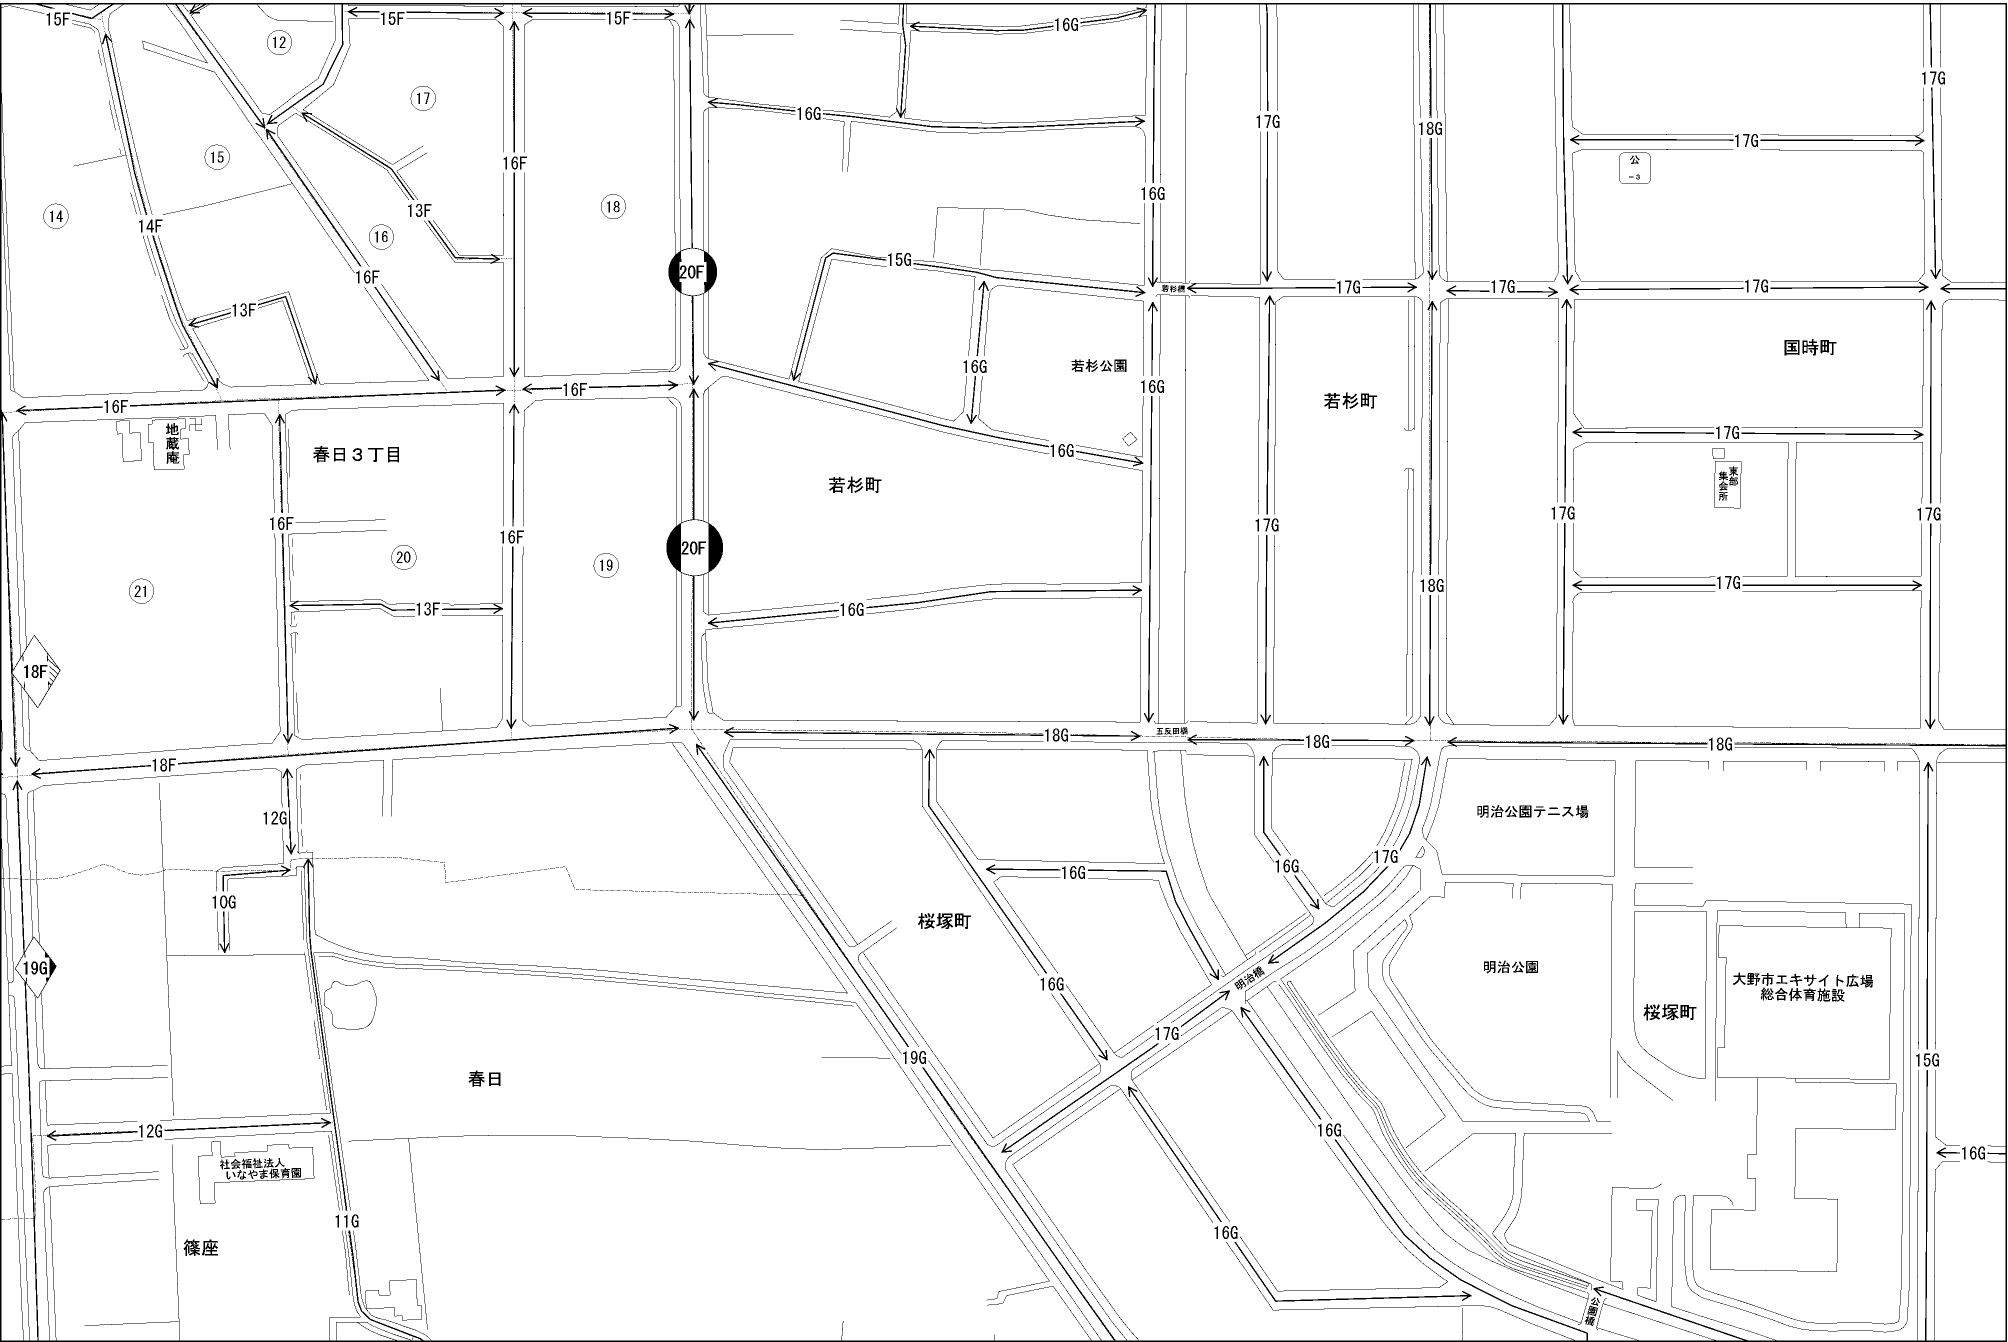 15F
15F
15F
16G
12
17
17G
16G
17G
18G
17G
15
16F
公
-3
14
14F
13F
16
18
16G
16F
20F
15G
若杉橋
17G
17G
17G
13F
国時町
16F
16F
16G
若杉公園
16G
若杉町
地蔵庵
春日3丁目
17G
16G
若杉町
東部
集会所
16F
16F
17G
17G
17G
20
20F
19
21
18G
17G
13F
16G
18F
18F
18G
五反田橋
18G
18G
12G
明治公園テニス場
17G
16G
16G
10G
桜塚町
19G
明治公園
大野市エキサイト広場
総合体育施設
明治橋
16G
桜塚町
17G
19G
15G
春日
12G
16G
16G
社会福祉法人
いなやま保育園
11G
篠座
16G
公園橋